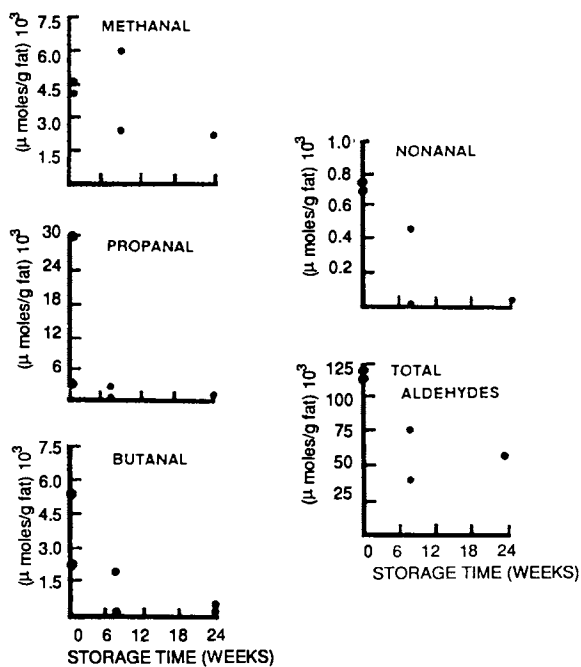 METHANAL
(μ moles/g fat) 10³
7.5
6.0
4.5
3.0
1.5
PROPANAL
(μ moles/g fat) 10³
30
24
18
12
6
BUTANAL
(μ moles/g fat) 10³
7.5
4.5
3.0
1.5
0 6 12 18 24
STORAGE TIME (WEEKS)
NONANAL
(μ moles/g fat) 10³
1.0
0.8
0.6
0.4
0.2
TOTAL
ALDEHYDES
(μ moles/g fat) 10³
125
100
75
50
25
0 6 12 18 24
STORAGE TIME (WEEKS)